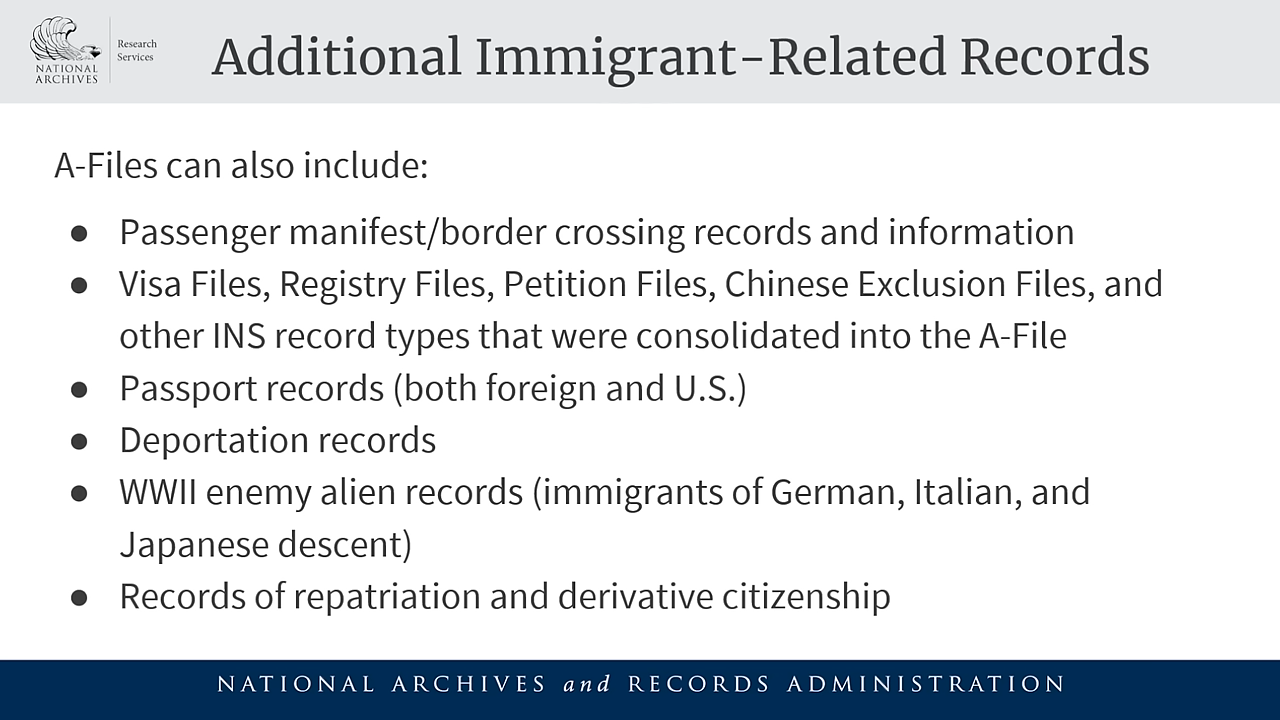 NATIONAL
ARCHIVES
Research
Services
Additional Immigrant-Related Records
A-Files can also include:
● Passenger manifest/border crossing records and information
● Visa Files, Registry Files, Petition Files, Chinese Exclusion Files, and
other INS record types that were consolidated into the A-File
● Passport records (both foreign and U.S.)
● Deportation records
● WWII enemy alien records (immigrants of German, Italian, and
Japanese descent)
● Records of repatriation and derivative citizenship
NATIONAL ARCHIVES and RECORDS ADMINISTRATION